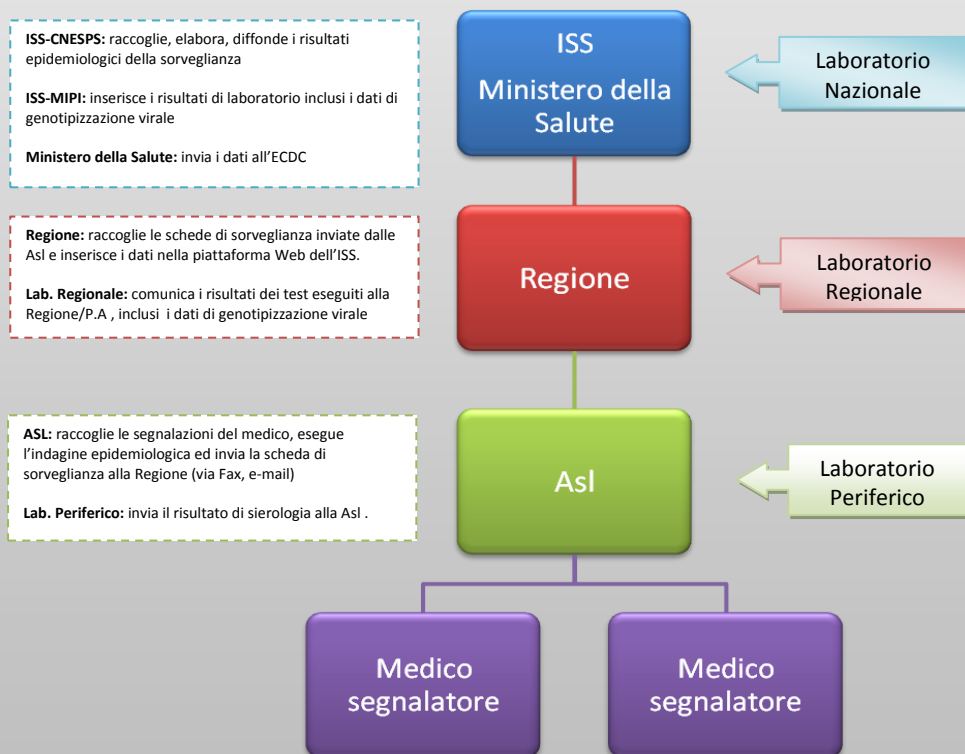 ISS-CNESPS: raccoglie, elabora, diffonde i risultati
epidemiologici della sorveglianza
ISS-MIPI: inserisce i risultati di laboratorio inclusi i dati di
genotipizzazione virale
Ministero della Salute: invia i dati all'ECDC
ISS
Ministero della
Salute
Laboratorio
Nazionale
Regione: raccoglie le schede di sorveglianza inviate dalle
Asl e inserisce i dati nella piattaforma Web dell'ISS.
Lab. Regionale: comunica i risultati dei test eseguiti alla
Regione/P.A , inclusi i dati di genotipizzazione virale
Regione
Laboratorio
Regionale
ASL: raccoglie le segnalazioni del medico, esegue
l'indagine epidemiologica ed invia la scheda di
sorveglianza alla Regione (via Fax, e-mail)
Lab. Periferico: invia il risultato di sierologia alla Asl .
Asl
Laboratorio
Periferico
Medico
segnalatore
Medico
segnalatore